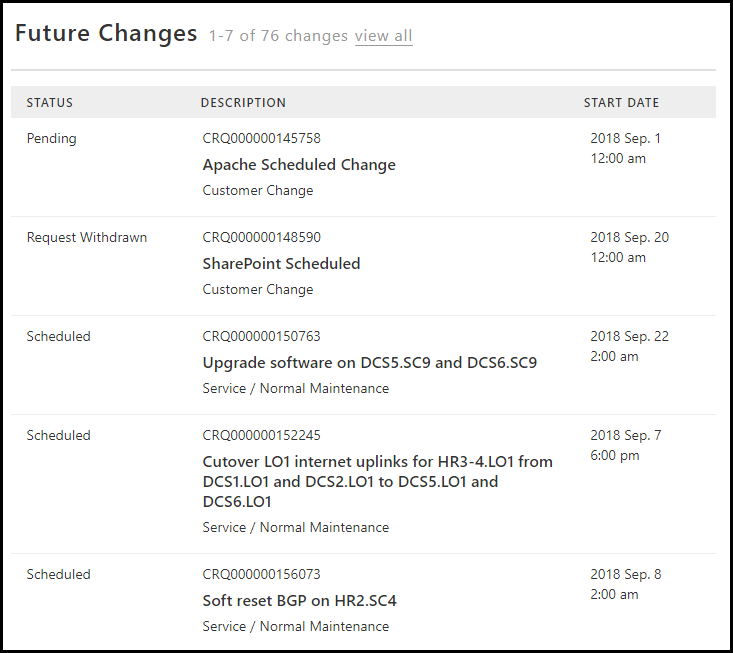 Future Changes 1-7 of 76 changes view all
STATUS DESCRIPTION START DATE
Pending CRQ000000145758 2018 Sep. 1
12:00 am
Apache Scheduled Change
Customer Change
Request Withdrawn CRQ000000148590 2018 Sep. 20
12:00 am
SharePoint Scheduled
Customer Change
Scheduled CRQ000000150763 2018 Sep. 22
2:00 am
Upgrade software on DCS5.SC9 and DCS6.SC9
Service / Normal Maintenance
Scheduled CRQ000000152245 2018 Sep. 7
6:00 pm
Cutover LO1 internet uplinks for HR3-4.LO1 from
DCS1.LO1 and DCS2.LO1 to DCS5.LO1 and
DCS6.LO1
Service / Normal Maintenance
Scheduled CRQ000000156073 2018 Sep. 8
2:00 am
Soft reset BGP on HR2.SC4
Service / Normal Maintenance